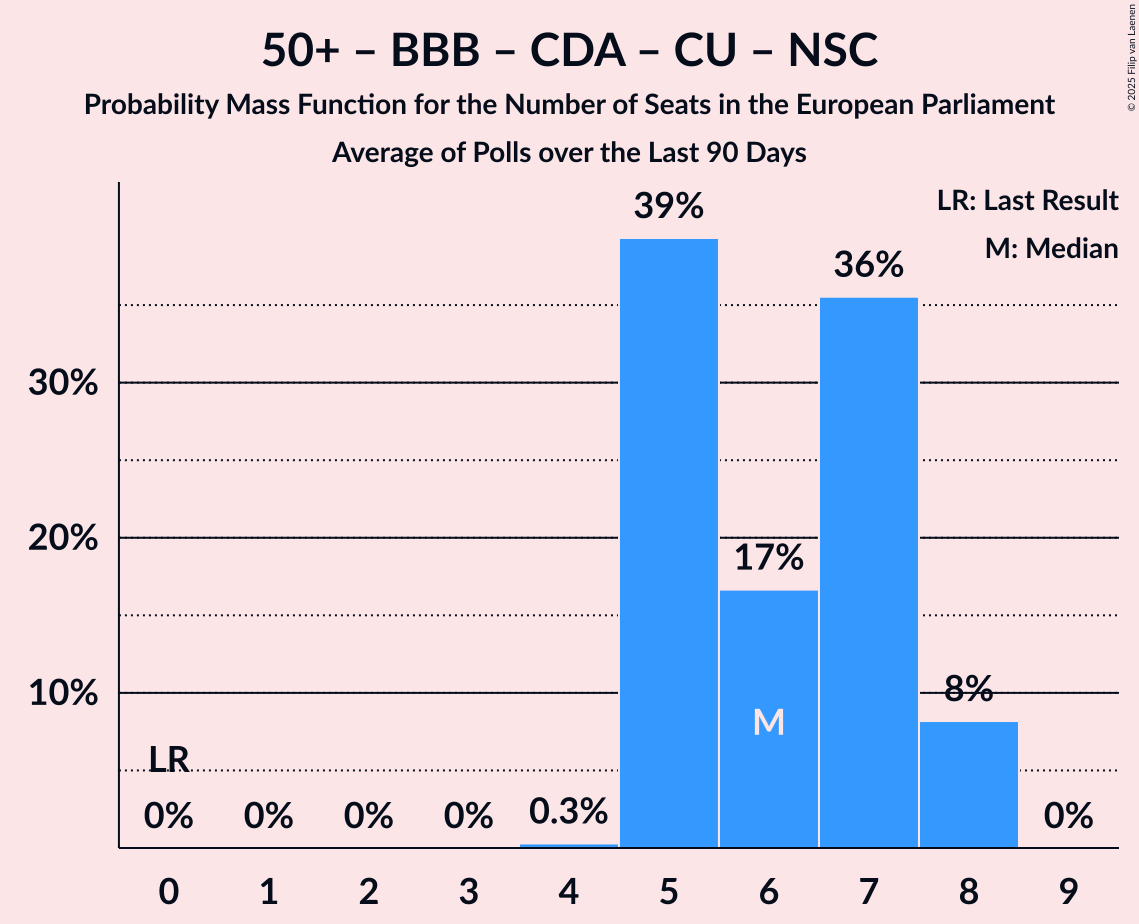 50+ – BBB – CDA – CU – NSC
Probability Mass Function for the Number of Seats in the European Parliament
Average of Polls over the Last 90 Days
© 2025 Filip van Laenen
LR: Last Result
M: Median
39%
36%
30%
20%
17%
10%
8%
M
LR
0%
0%
0%
0%
0.3%
0%
0
1
2
3
4
5
6
7
8
9